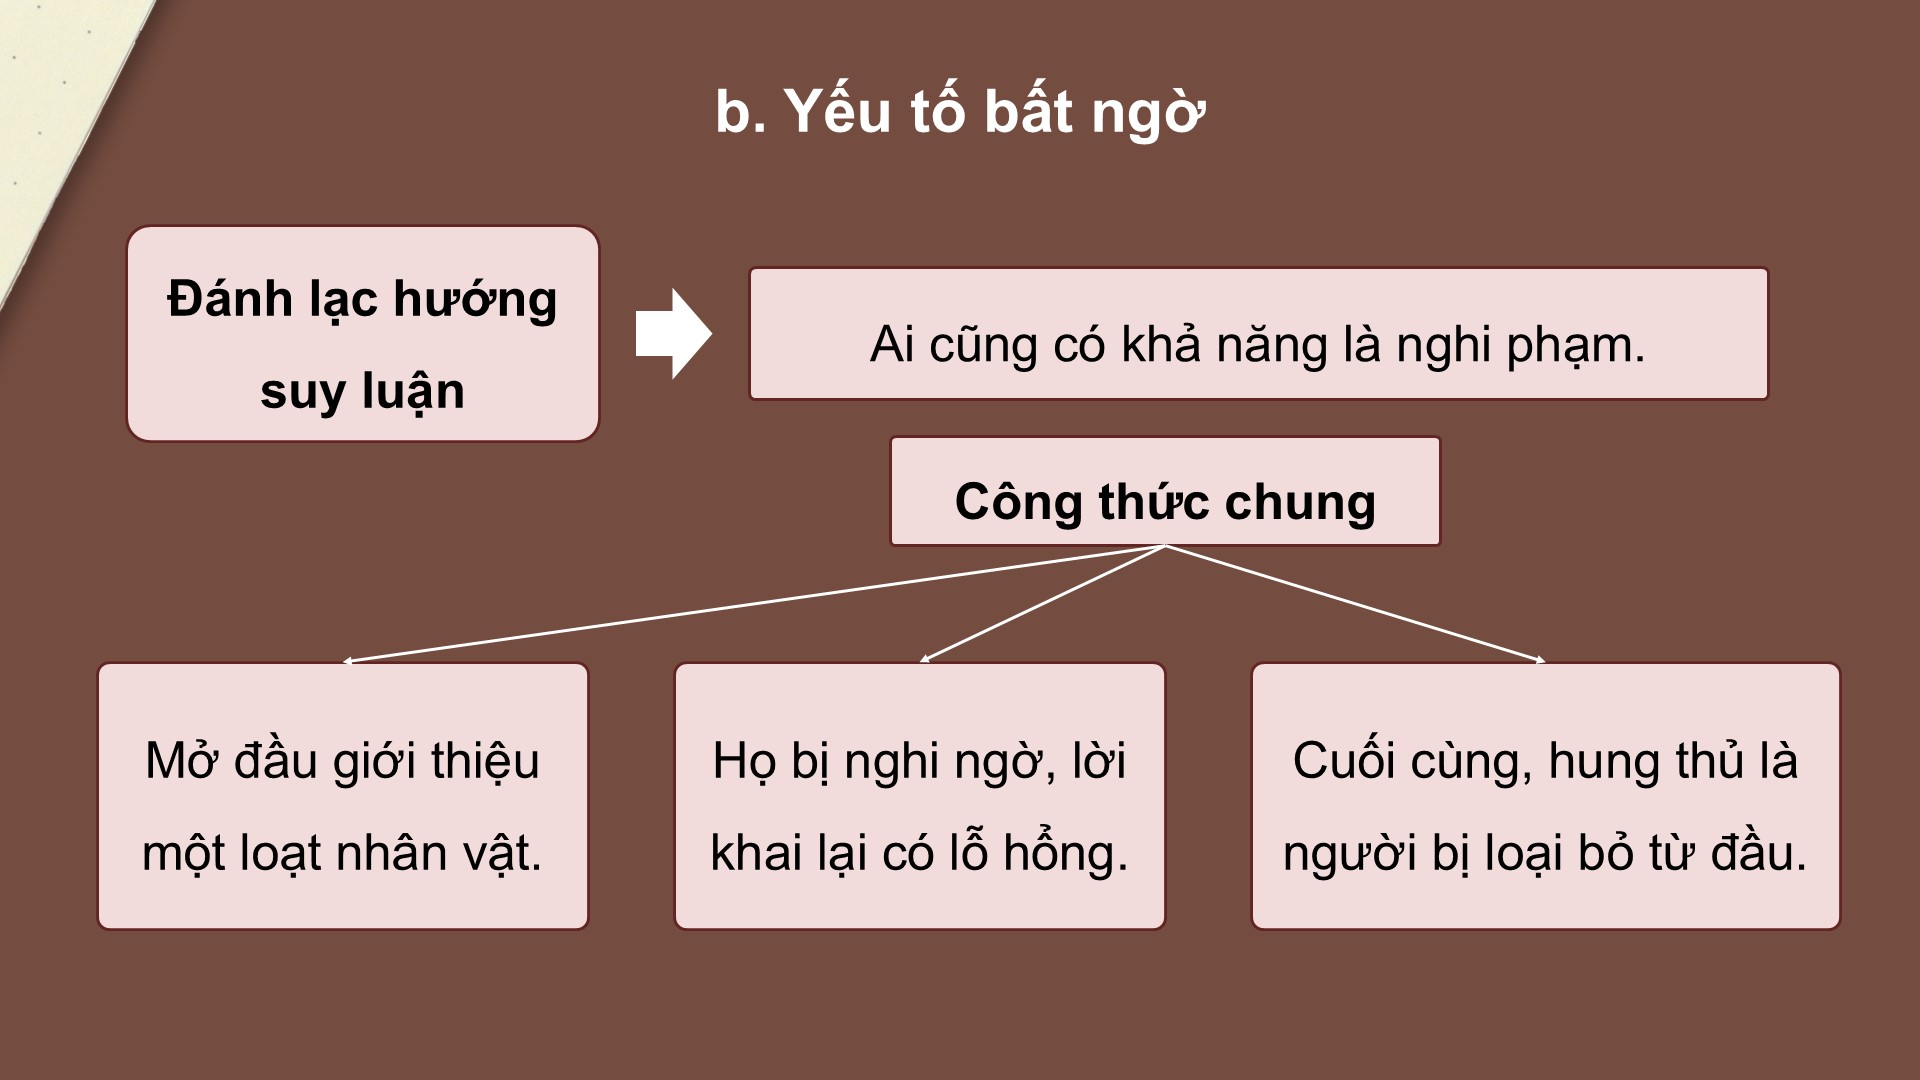 b. Yếu tố bất ngờ
Đánh lạc hướng
suy luận
Ai cũng có khả năng là nghi phạm.
Công thức chung
Mở đầu giới thiệu
một loạt nhân vật.
Họ bị nghi ngờ, lời
khai lại có lỗ hổng.
Cuối cùng, hung thủ là
người bị loại bỏ từ đầu.